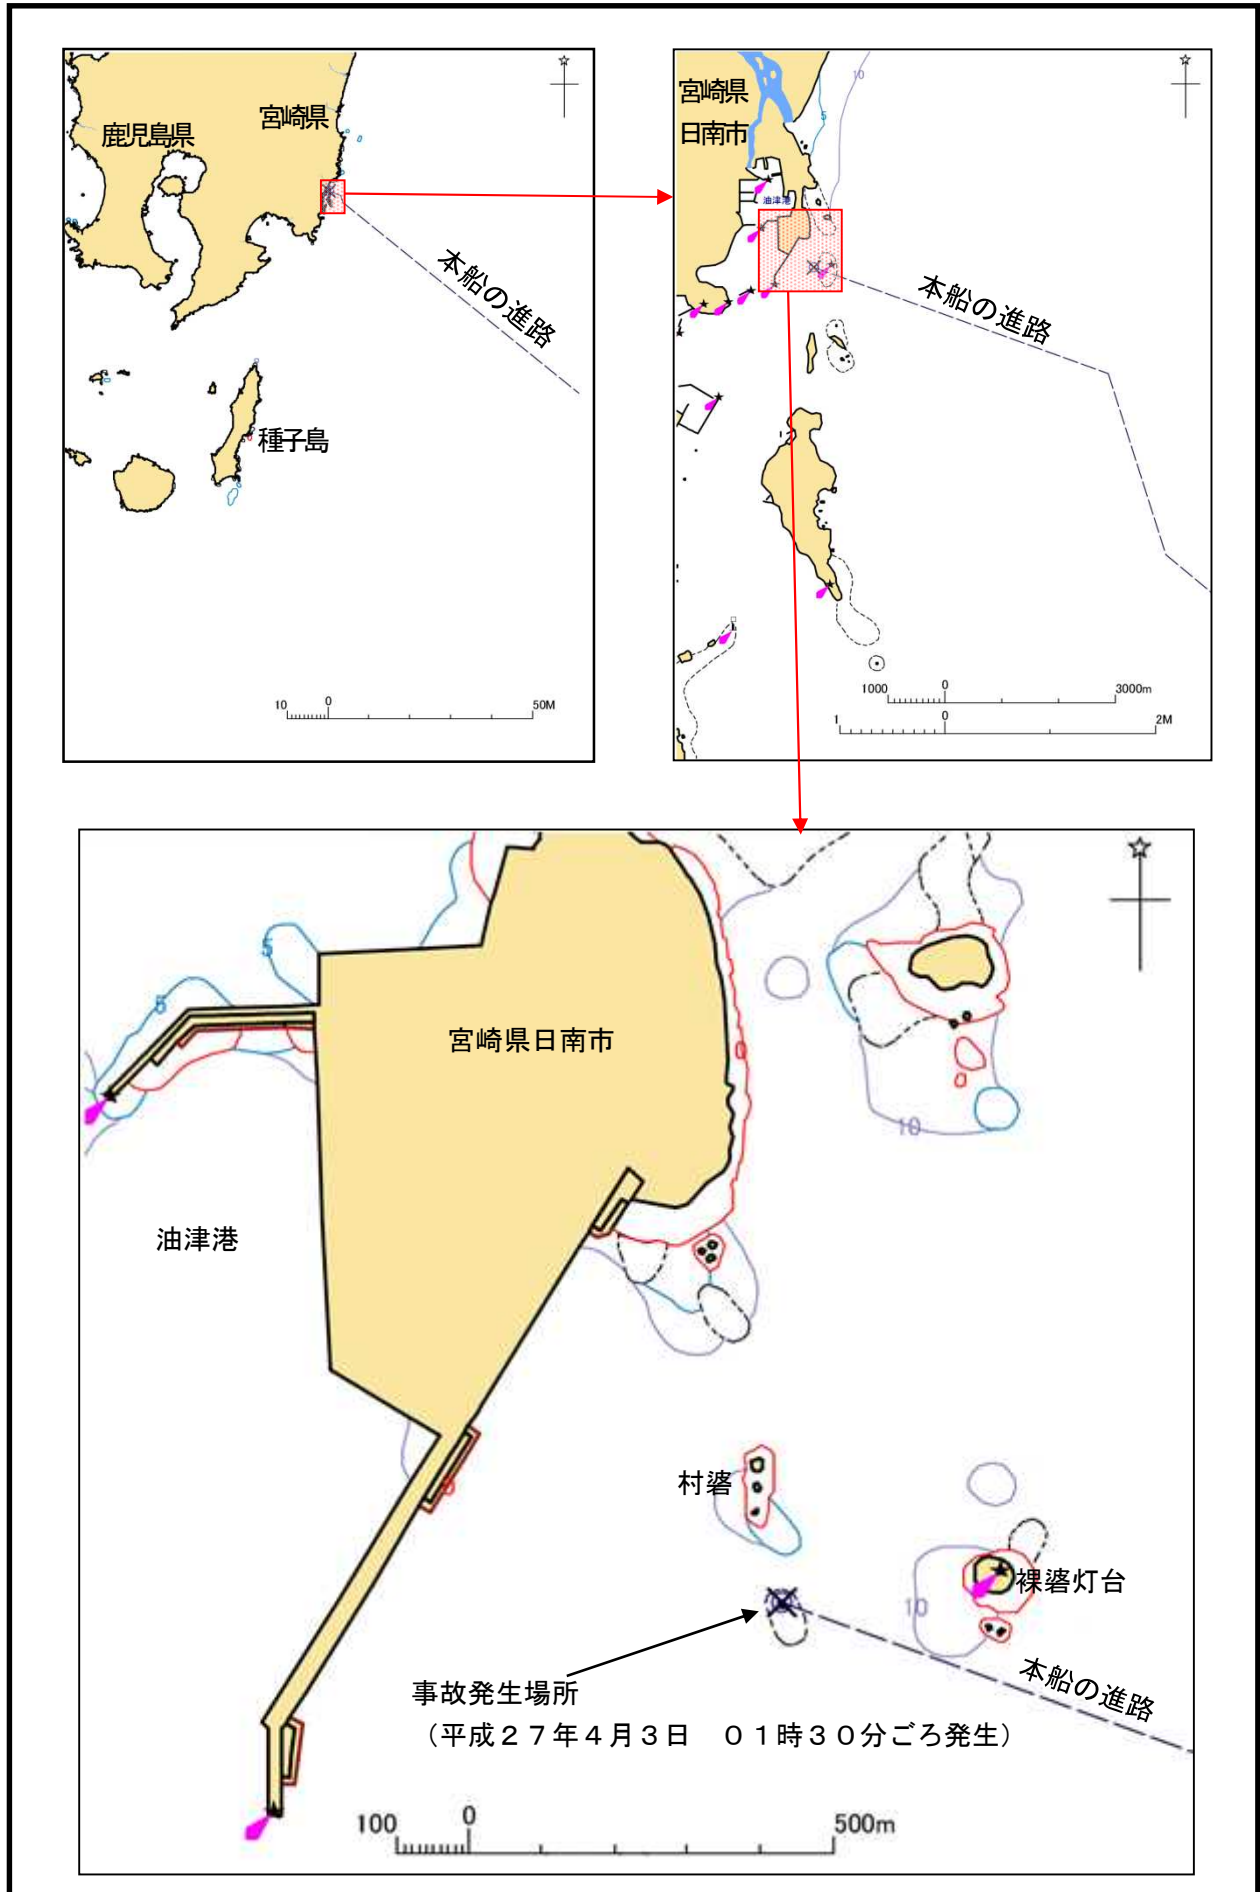 鹿児島県
宮崎県
本船の進路
種子島
10 0 50M
宮崎県
日南市
10
5
油津港
本船の進路
1000 0 3000m
1 0 2M
5
5
宮崎県日南市
0
10
油津港
村碆
裸碆灯台
10
本船の進路
事故発生場所
（平成２７年４月３日　０１時３０分ごろ発生）
100 0 500m